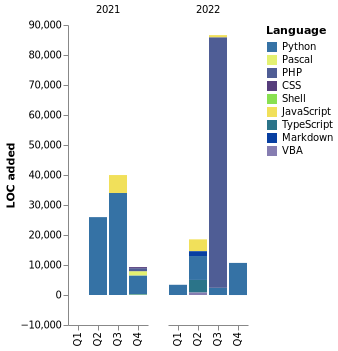 2021
2022
LOC added
90,000
80,000
70,000
60,000
50,000
40,000
30,000
20,000
10,000
0
−10,000
Q1
Q2
Q3
Q4
Q1
Q2
Q3
Q4
Language
Python
Pascal
PHP
CSS
Shell
JavaScript
TypeScript
Markdown
VBA